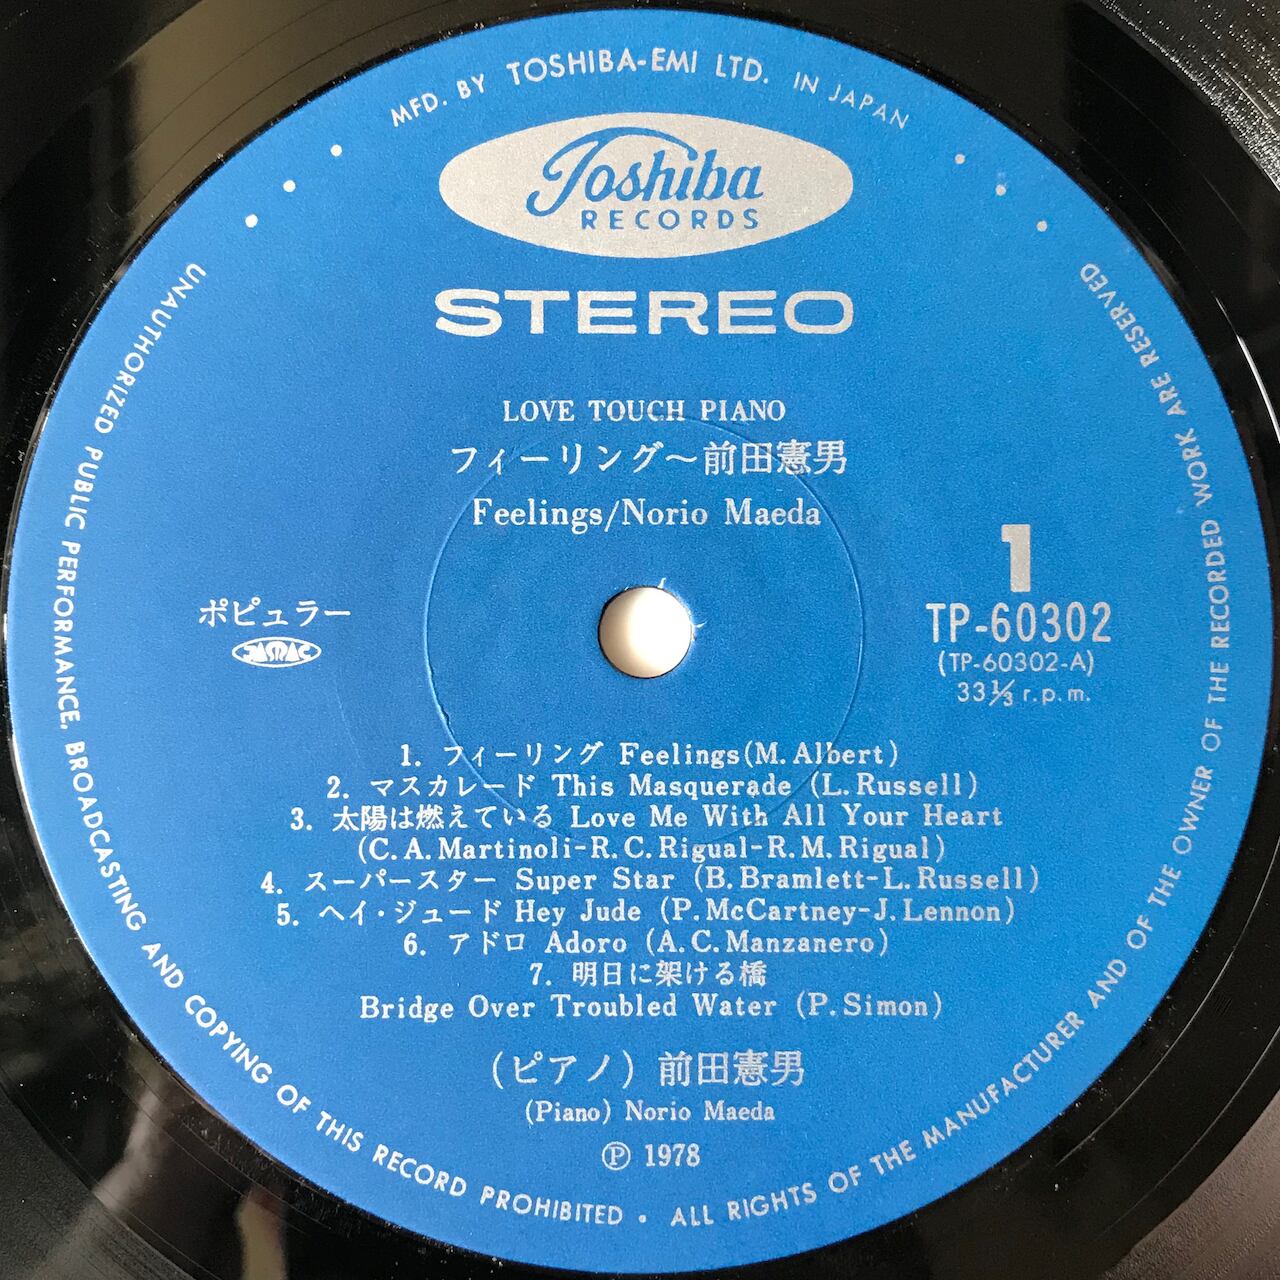 MFD. BY TOSHIBA-EMI LTD. IN JAPAN
Toshiba
RECORDS
STEREO
LOVE TOUCH PIANO
フィーリング～前田憲男
Feelings/Norio Maeda
ポピュラー
JASRAC
1
TP-60302
(TP-60302-A)
33⅓ r.p.m.
1. フィーリング Feelings(M.Albert)
2. マスカレード This Masquerade (L.Russell)
3. 太陽は燃えている Love Me With All Your Heart
(C.A.Martinoli-R.C.Rigual-R.M.Rigual)
4. スーパースター Super Star (B.Bramlett-L.Russell)
5. ヘイ・ジュード Hey Jude (P.McCartney-J.Lennon)
6. アドロ Adoro (A.C.Manzanero)
7. 明日に架ける橋
Bridge Over Troubled Water (P.Simon)
(ピアノ) 前田憲男
(Piano) Norio Maeda
℗ 1978
UNAUTHORIZED PUBLIC PERFORMANCE, BROADCASTING AND COPYING OF THIS RECORD PROHIBITED • ALL RIGHTS OF THE MANUFACTURER AND OF THE OWNER OF THE RECORDED WORK ARE RESERVED